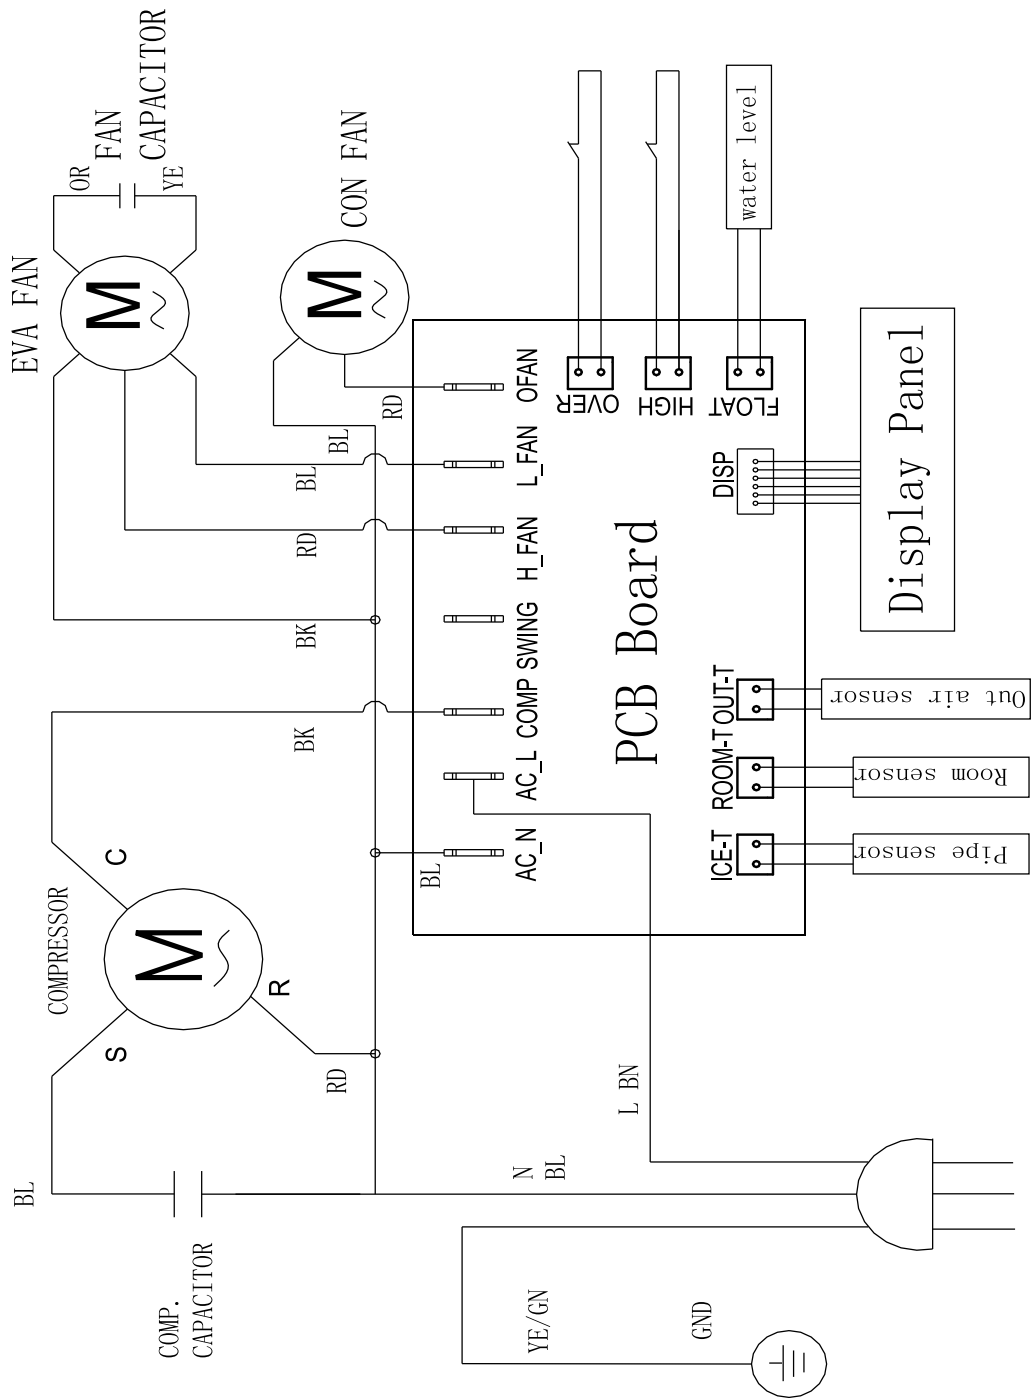 COMP.
CAPACITOR
BL
COMPRESSOR
S
C
R
M
RD
BK
BK
RD
BL
BL
RD
EVA FAN
M
OR
YE
FAN
CAPACITOR
CON FAN
M
BL
AC_N
AC_L
COMP
SWING
H_FAN
L_FAN
OFAN
PCB Board
OVER
HIGH
FLOAT
water level
ICE-T
ROOM-T
OUT-T
DISP
Pipe sensor
Room sensor
Out air sensor
Display Panel
N
BL
L BN
YE/GN
GND